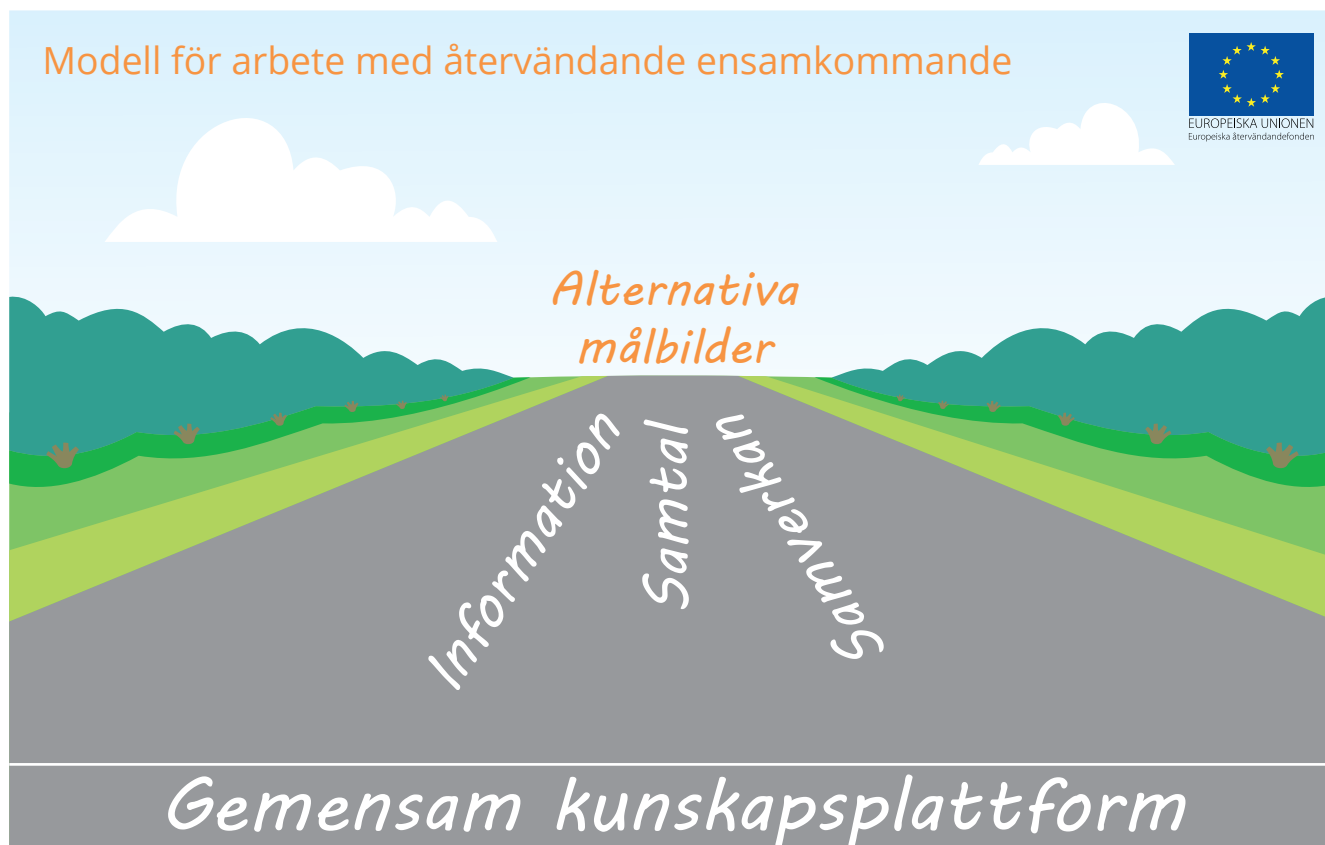 Modell för arbete med återvändande ensamkommande
EUROPEISKA UNIONEN
Europeiska återvändandefonden
Alternativa
målbilder
Information
Samtal
Samverkan
Gemensam kunskapsplattform